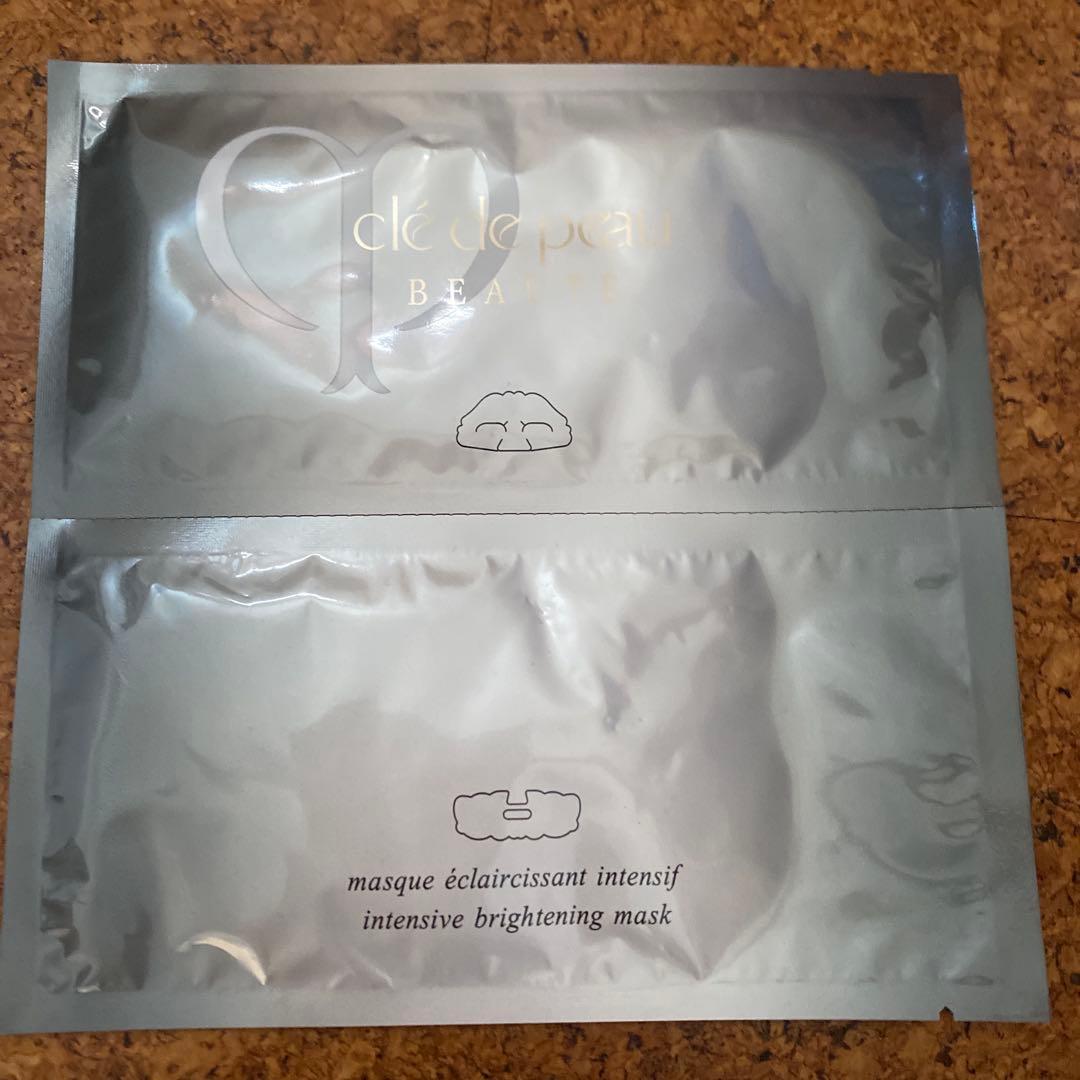 clé de peau
BEAUTÉ
masque éclaircissant intensif
intensive brightening mask